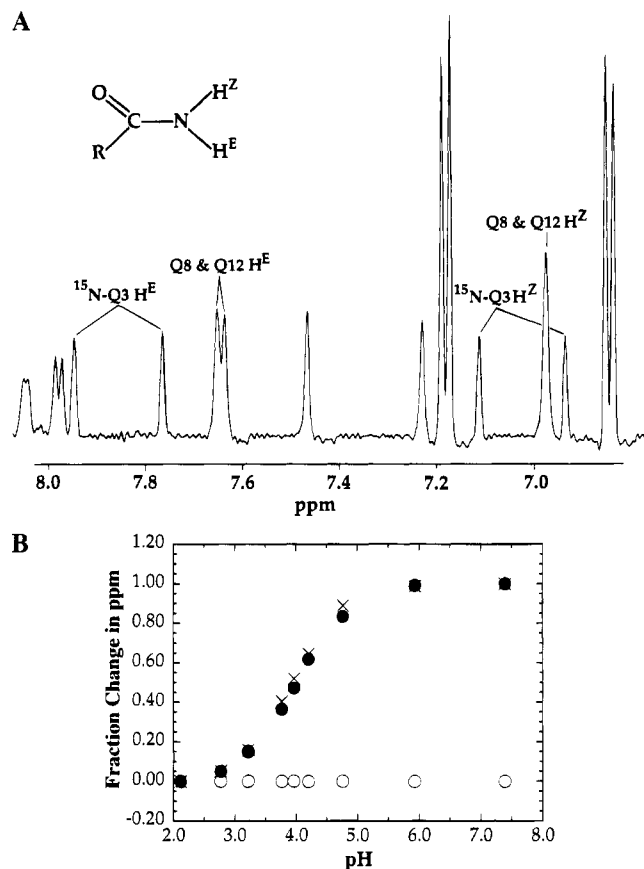 A
O
H^Z
C
N
R
H^E
Q8 & Q12 H^Z
Q8 & Q12 H^E
^15N-Q3 H^E
^15N-Q3 H^Z
8.0 7.8 7.6 7.4 7.2 7.0
ppm
B
Fraction Change in ppm
1.20
1.00
0.80
0.60
0.40
0.20
0.00
-0.20
2.0 3.0 4.0 5.0 6.0 7.0 8.0
pH